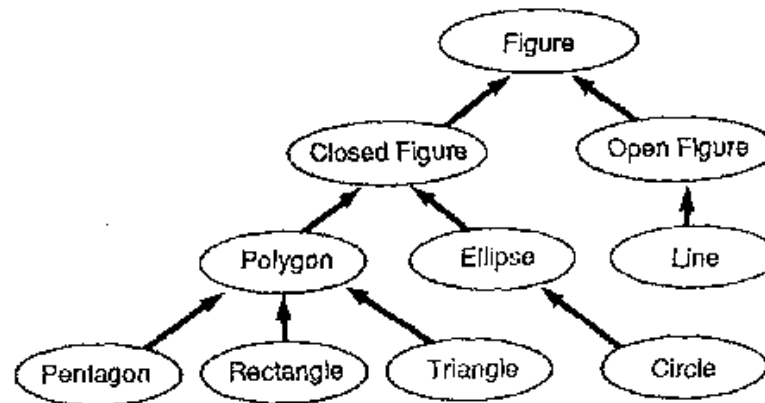 Figure
Closed Figure
Open Figure
Polygon
Ellipse
Line
Pentagon
Rectangle
Triangle
Circle